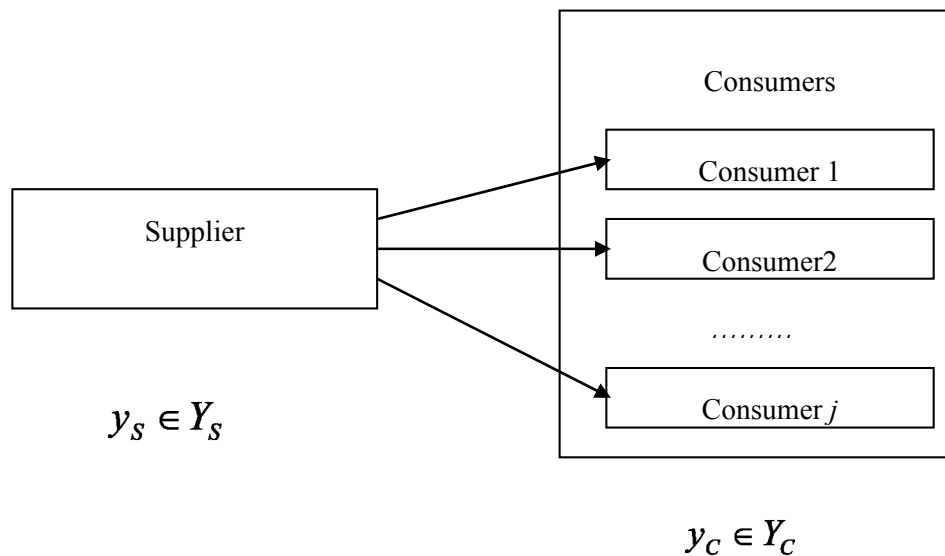 Consumers
Consumer 1
Supplier
Consumer2
………
Consumer j
y_s ∈ Y_s
y_c ∈ Y_c